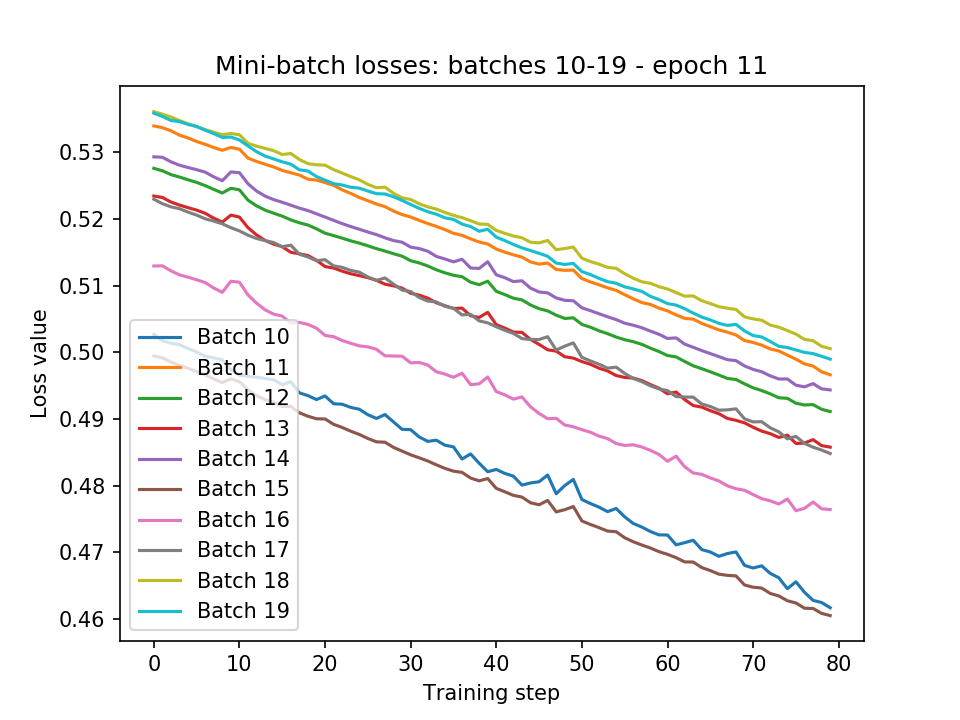 Mini-batch losses: batches 10-19 - epoch 11
Loss value
0.53
0.52
0.51
0.50
0.49
0.48
0.47
0.46
Batch 10
Batch 11
Batch 12
Batch 13
Batch 14
Batch 15
Batch 16
Batch 17
Batch 18
Batch 19
0 10 20 30 40 50 60 70 80
Training step